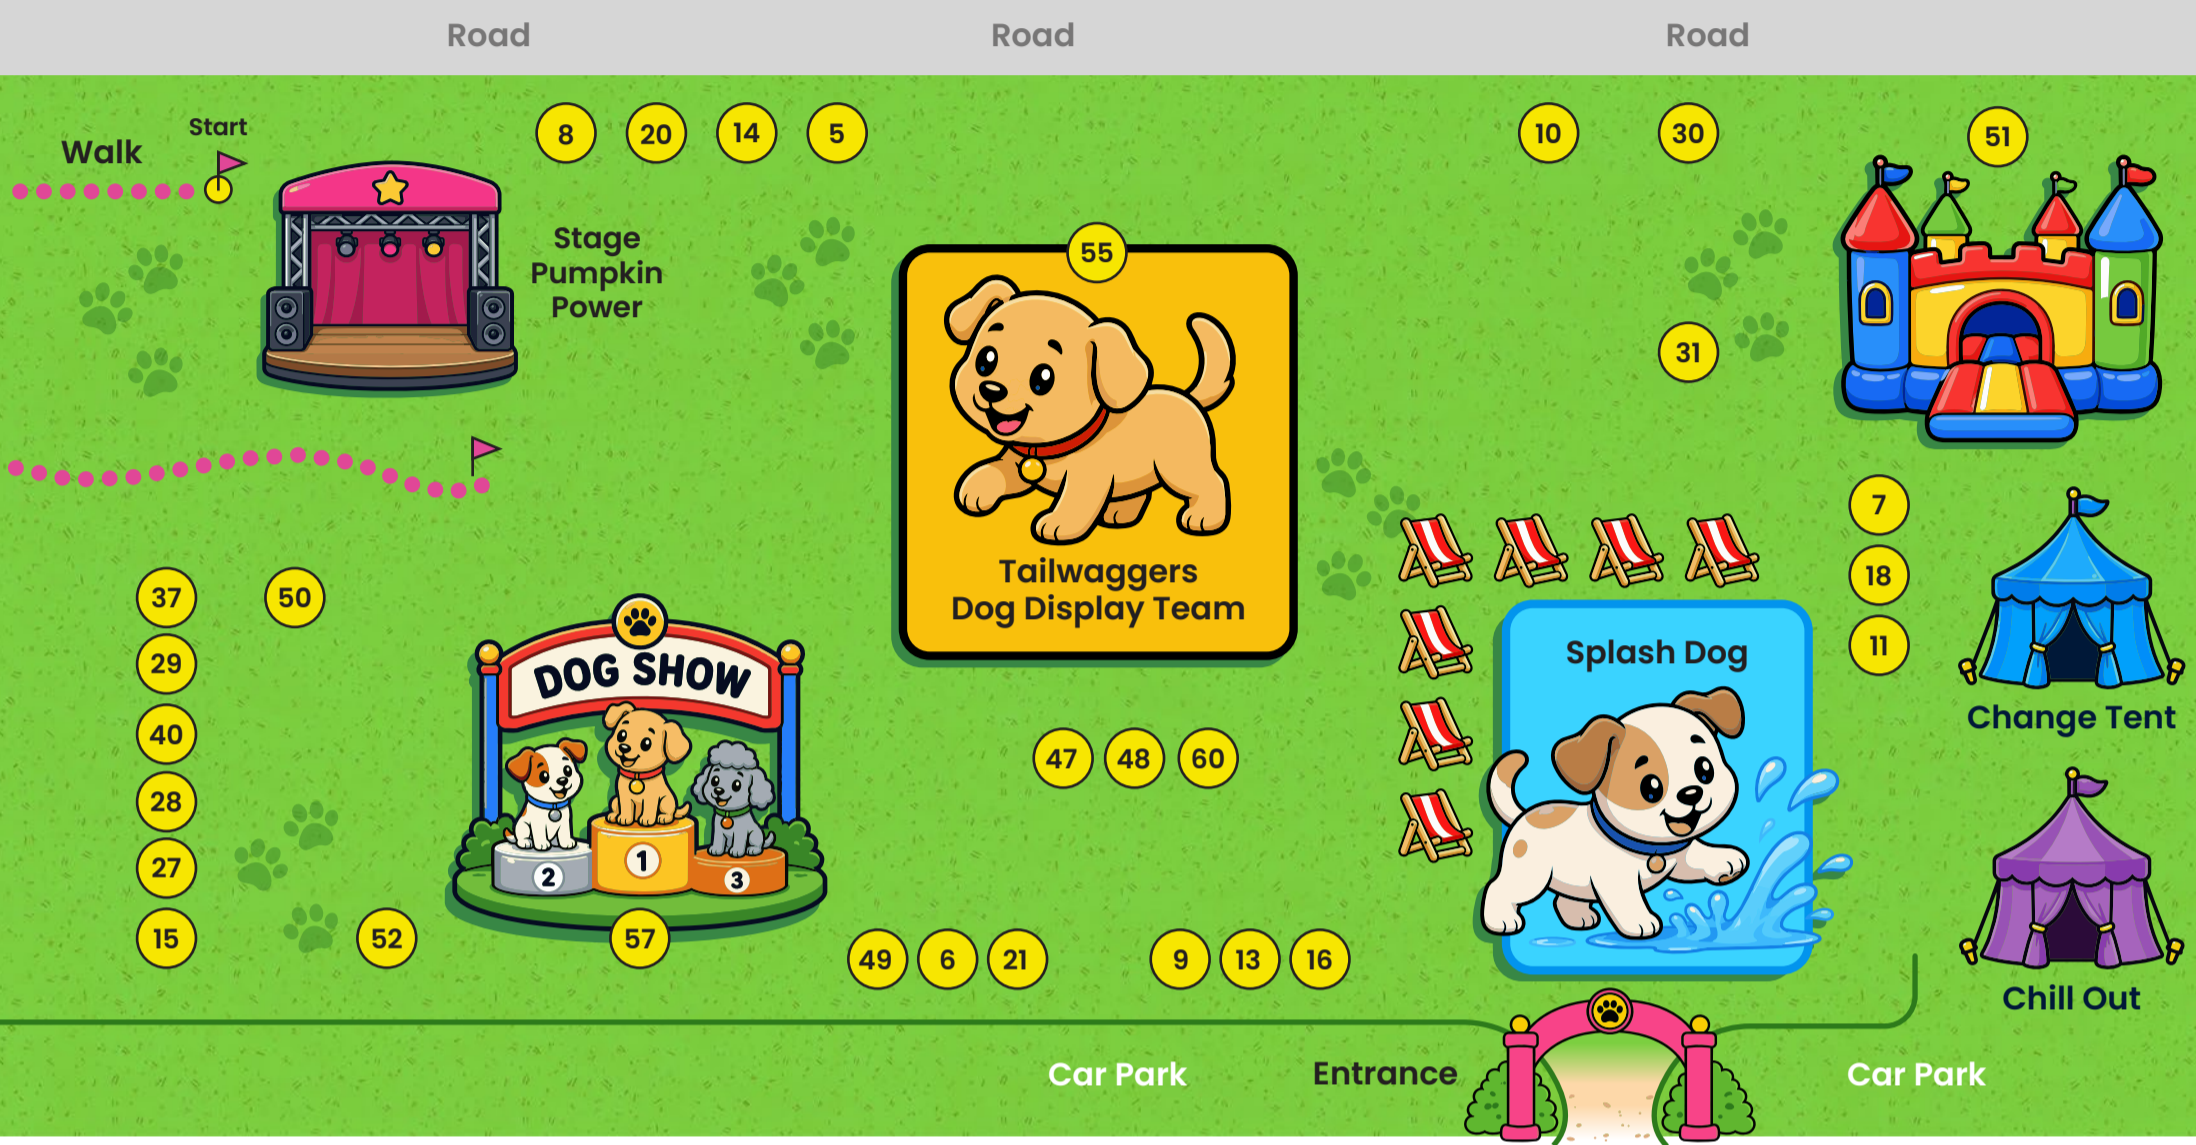 Road
Road
Road
Start
Walk
8
20
14
5
10
30
51
Stage
Pumpkin
Power
55
31
Tailwaggers
Dog Display Team
7
18
11
37
50
29
40
28
27
15
52
DOG SHOW
1
2
3
57
47
48
60
Splash Dog
Change Tent
49
6
21
9
13
16
Chill Out
Car Park
Entrance
Car Park